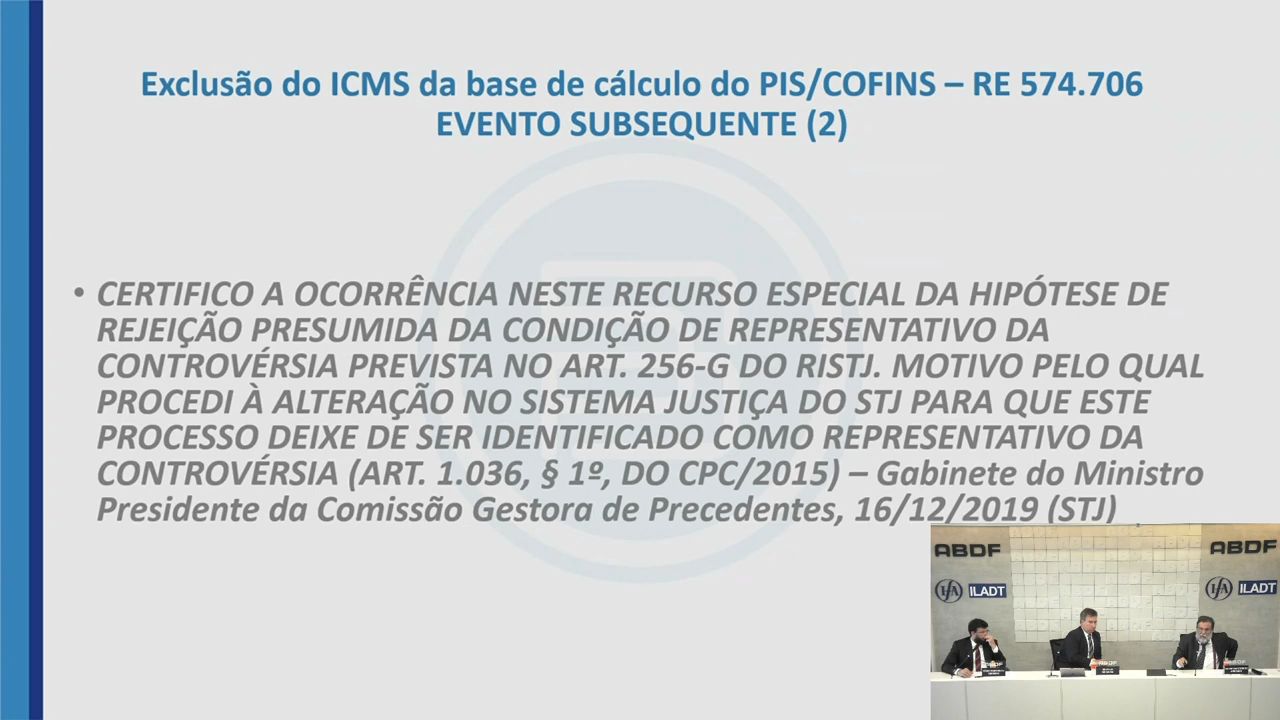 Exclusão do ICMS da base de cálculo do PIS/COFINS – RE 574.706
EVENTO SUBSEQUENTE (2)
• CERTIFICO A OCORRÊNCIA NESTE RECURSO ESPECIAL DA HIPÓTESE DE
REJEIÇÃO PRESUMIDA DA CONDIÇÃO DE REPRESENTATIVO DA
CONTROVÉRSIA PREVISTA NO ART. 256-G DO RISTJ. MOTIVO PELO QUAL
PROCEDI À ALTERAÇÃO NO SISTEMA JUSTIÇA DO STJ PARA QUE ESTE
PROCESSO DEIXE DE SER IDENTIFICADO COMO REPRESENTATIVO DA
CONTROVÉRSIA (ART. 1.036, § 1º, DO CPC/2015) – Gabinete do Ministro
Presidente da Comissão Gestora de Precedentes, 16/12/2019 (STJ)
ABDF
ABDF
IFA ILADT
IFA ILADT
ABDF
ABDF
ABDF